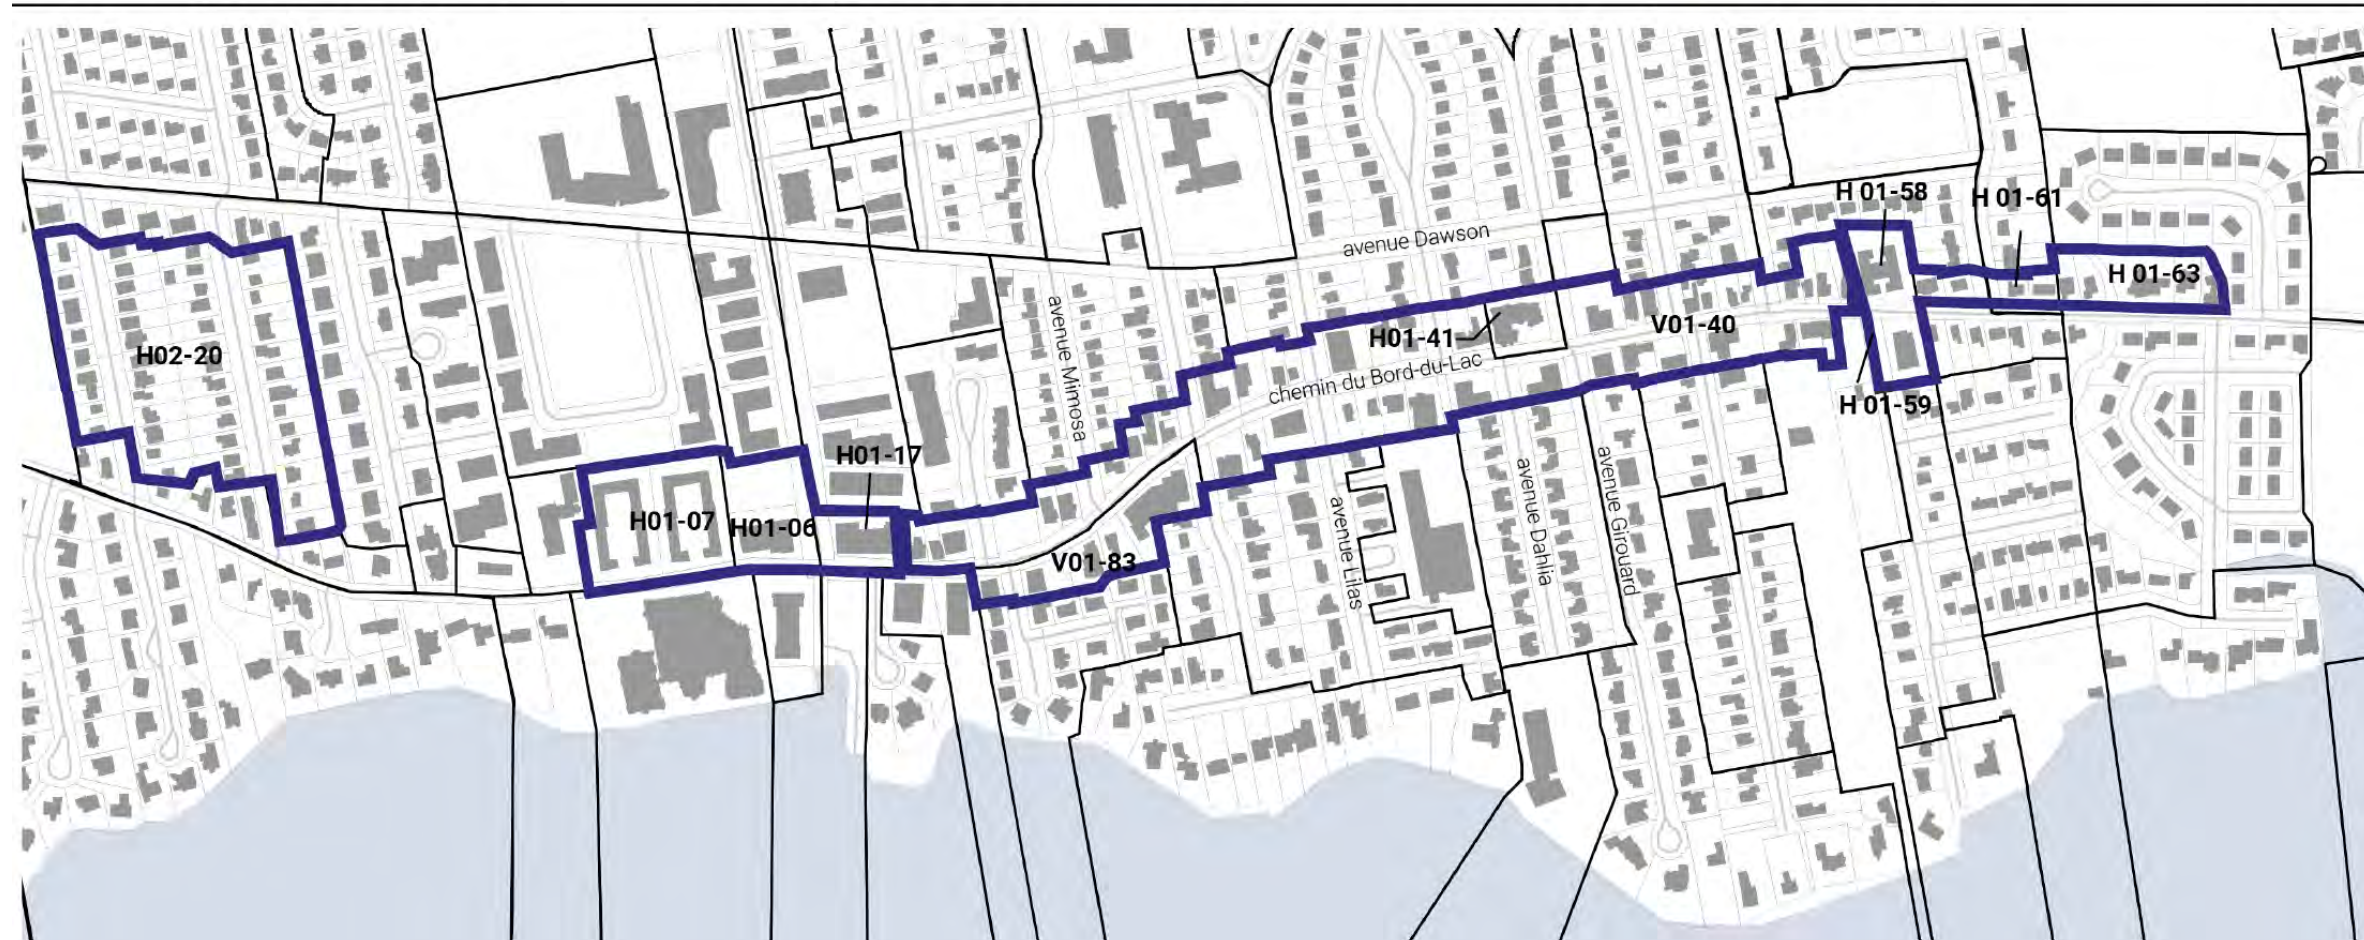 H 01-58
H 01-61
avenue Dawson
H 01-63
avenue Mimosa
V01-40
H01-41
H02-20
chemin du Bord-du-Lac
H 01-59
H01-17
avenue Dahlia
avenue Girouard
H01-07
H01-06
avenue Lilas
V01-83